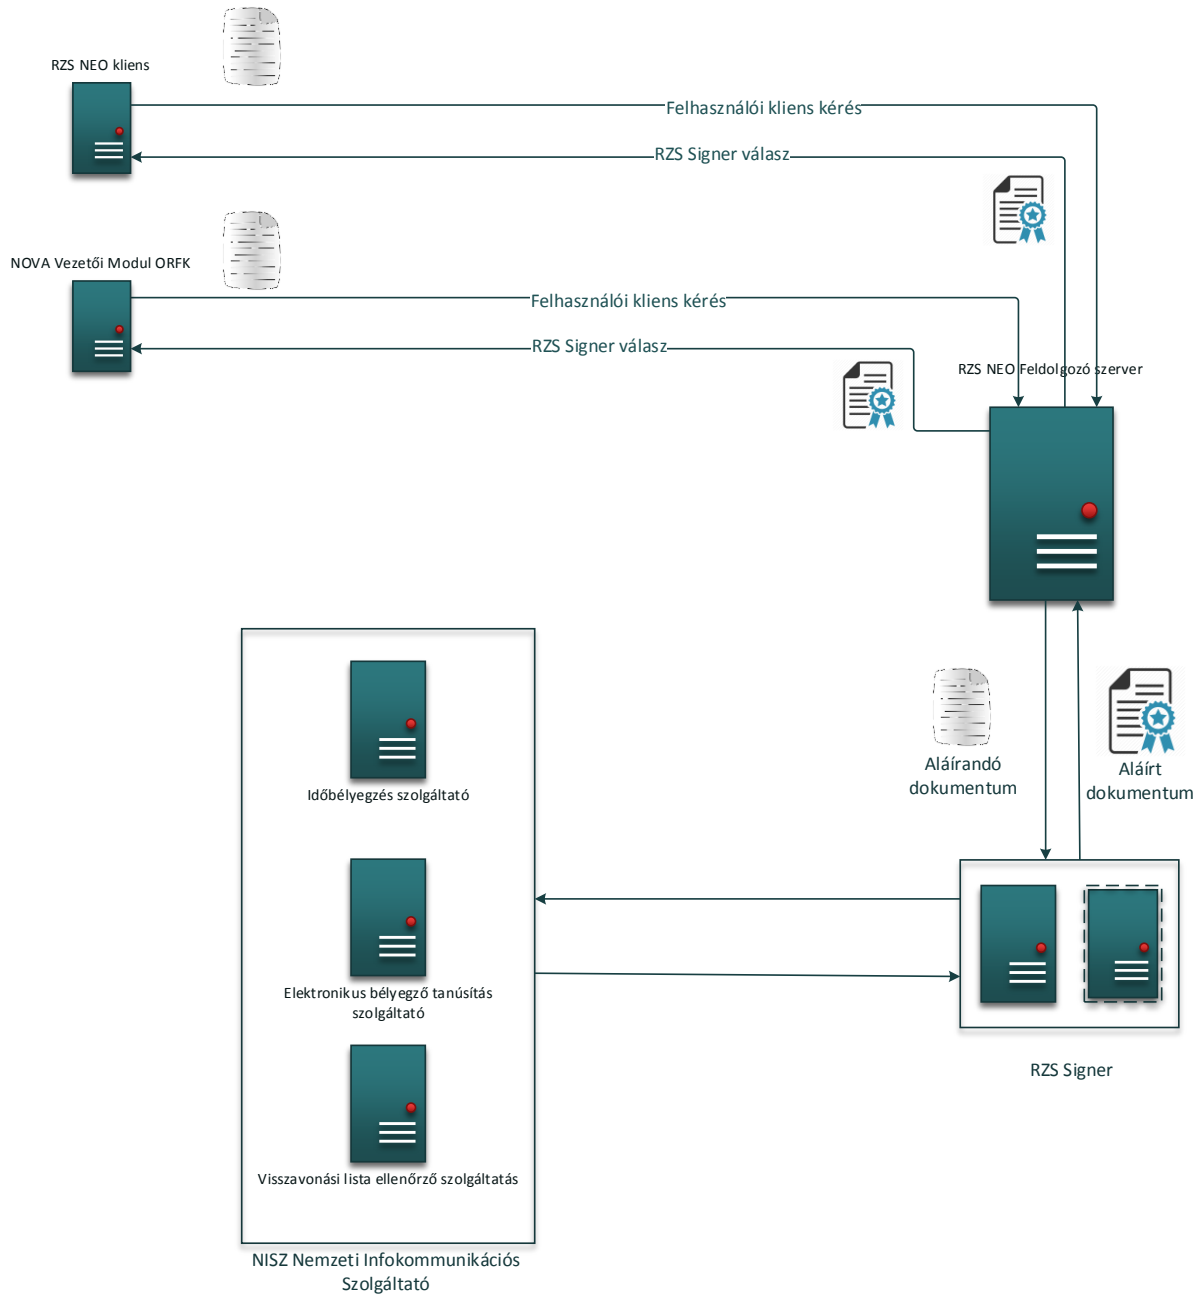 RZS NEO kliens
Felhasználói kliens kérés
RZS Signer válasz
NOVA Vezetői Modul ORFK
Felhasználói kliens kérés
RZS Signer válasz
RZS NEO Feldolgozó szerver
Aláírandó
dokumentum
Aláírt
dokumentum
Időbélyegzés szolgáltató
Elektronikus bélyegző tanúsítás
szolgáltató
Visszavonási lista ellenőrző szolgáltatás
RZS Signer
NISZ Nemzeti Infokommunikációs
Szolgáltató